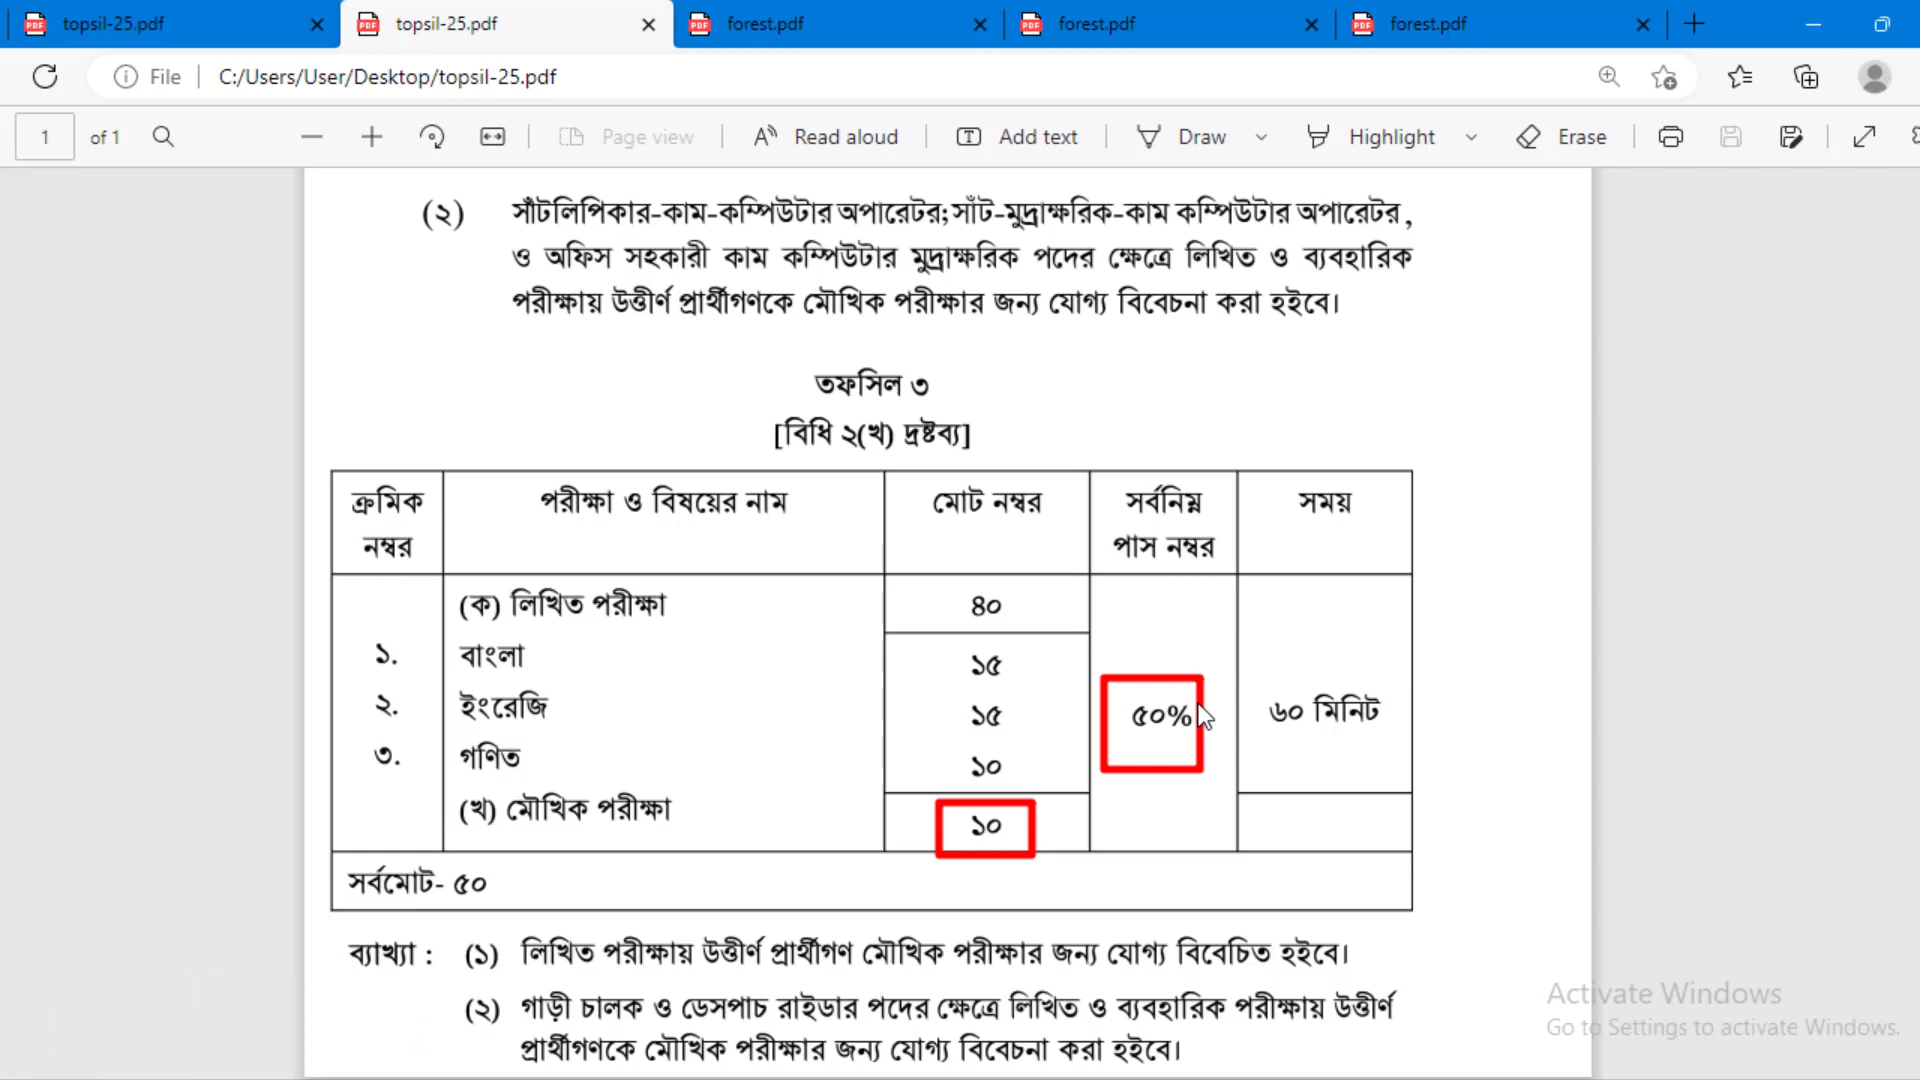 topsil-25.pdf
topsil-25.pdf
forest.pdf
forest.pdf
forest.pdf
File
C:/Users/User/Desktop/topsil-25.pdf
1 of 1
Page view
Read aloud
Add text
Draw
Highlight
Erase
(২) সাঁটলিপিকার-কাম-কম্পিউটার অপারেটর; সাঁট-মুদ্রাক্ষরিক-কাম কম্পিউটার অপারেটর,
ও অফিস সহকারী কাম কম্পিউটার মুদ্রাক্ষরিক পদের ক্ষেত্রে লিখিত ও ব্যবহারিক
পরীক্ষায় উত্তীর্ণ প্রার্থীগণকে মৌখিক পরীক্ষার জন্য যোগ্য বিবেচনা করা হইবে।
তফসিল ৩
[বিধি ২(খ) দ্রষ্টব্য]
ক্রমিক নম্বর
পরীক্ষা ও বিষয়ের নাম
মোট নম্বর
সর্বনিম্ন পাস নম্বর
সময়
(ক) লিখিত পরীক্ষা ৪০
১. বাংলা ১৫
২. ইংরেজি ১৫ ৫০% ৬০ মিনিট
৩. গণিত ১০
(খ) মৌখিক পরীক্ষা ১০
সর্বমোট- ৫০
ব্যাখ্যা : (১) লিখিত পরীক্ষায় উত্তীর্ণ প্রার্থীগণ মৌখিক পরীক্ষার জন্য যোগ্য বিবেচিত হইবে।
(২) গাড়ী চালক ও ডেসপাচ রাইডার পদের ক্ষেত্রে লিখিত ও ব্যবহারিক পরীক্ষায় উত্তীর্ণ
প্রার্থীগণকে মৌখিক পরীক্ষার জন্য যোগ্য বিবেচনা করা হইবে।
Activate Windows
Go to Settings to activate Windows.